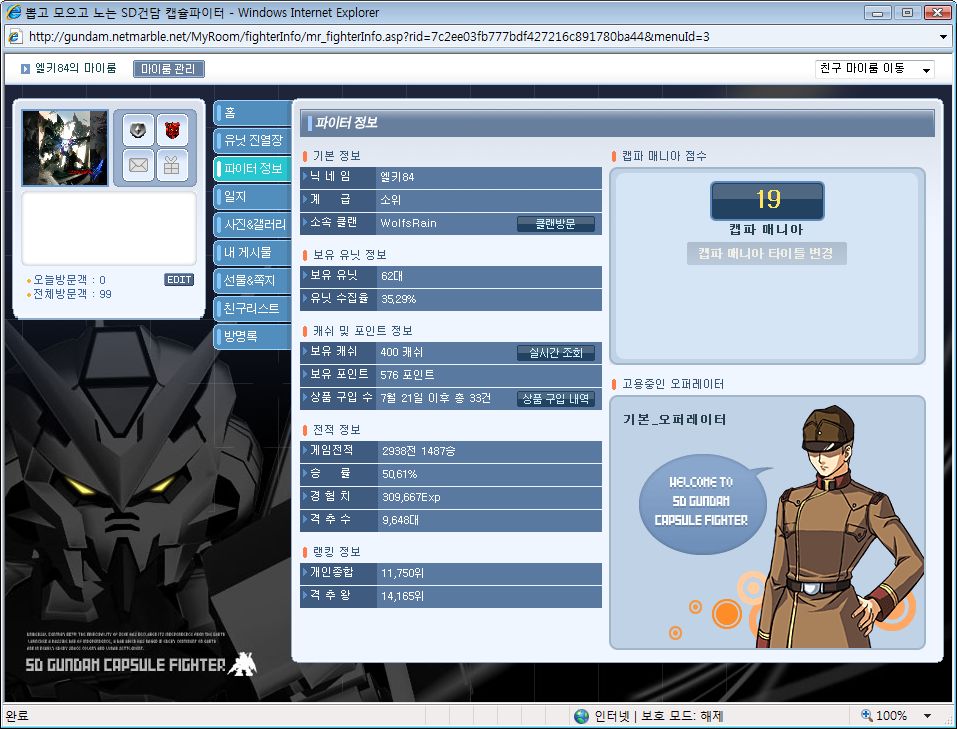 뽑고 모으고 노는 SD건담 캡슐파이터 - Windows Internet Explorer
http://gundam.netmarble.net/MyRoom/fighterInfo/mr_fighterInfo.asp?rid=7c2ee03fb777bdf427216c891780ba44&menuId=3
엘키84의 마이룸 마이룸 관리 친구 마이룸 이동
오늘방문객 : 0 EDIT
전체방문객 : 99
홈
유닛 진열장
파이터 정보
일지
사진&갤러리
내 게시물
선물&쪽지
친구리스트
방명록
파이터 정보
기본 정보
닉 네 임 엘키84
계 급 소위
소속 클랜 WolfsRain 클랜방문
보유 유닛 정보
보유 유닛 62대
유닛 수집율 35,29%
캐쉬 및 포인트 정보
보유 캐쉬 400 캐쉬 실시간 조회
보유 포인트 576 포인트
상품 구입 수 7월 21일 이후 총 33건 상품 구입 내역
전적 정보
게임전적 2938전 1487승
승 률 50,61%
경 험 치 309,667Exp
격 추 수 9,648대
랭킹 정보
개인종합 11,750위
격 추 왕 14,165위
캡파 매니아 점수
19
캡파 매니아
캡파 매니아 타이틀 변경
고용중인 오퍼레이터
기본_오퍼레이터
WELCOME TO
SD GUNDAM
CAPSULE FIGHTER
SD GUNDAM CAPSULE FIGHTER
완료 인터넷 | 보호 모드: 해제 100%